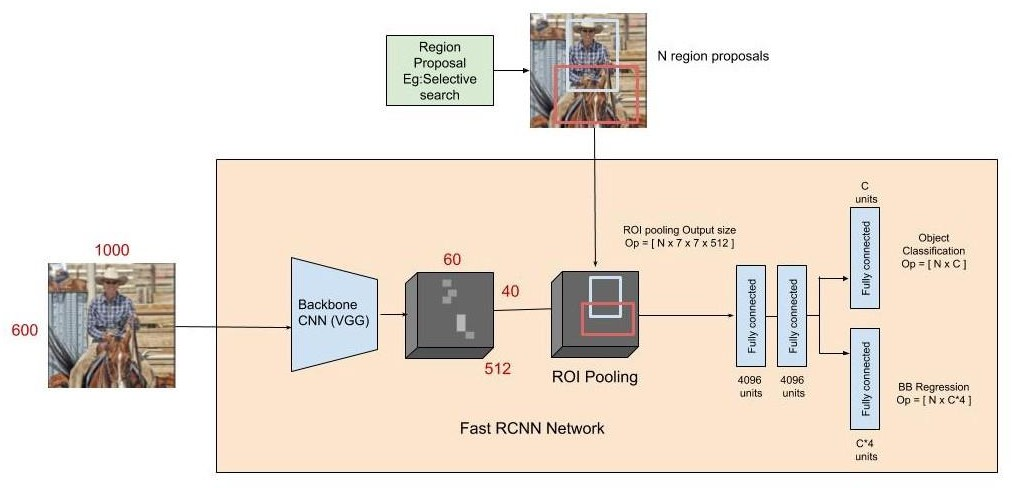 Region
Proposal
Eg:Selective
search
N region proposals
1000
600
Backbone
CNN (VGG)
60
40
512
ROI Pooling
ROI pooling Output size
Op = [ N x 7 x 7 x 512 ]
Fully connected
4096
units
Fully connected
4096
units
C
units
Fully connected
Object
Classification
Op = [ N x C ]
Fully connected
C*4
units
BB Regression
Op = [ N x C*4 ]
Fast RCNN Network